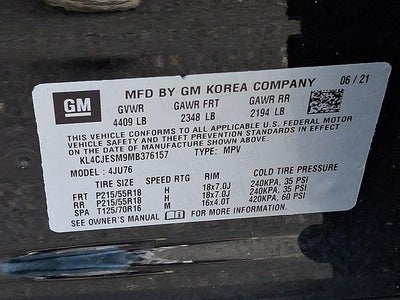 GM
MFD BY GM KOREA COMPANY
06 / 21
GVWR GAWR FRT GAWR RR
4409 LB 2348 LB 2194 LB
THIS VEHICLE CONFORMS TO ALL APPLICABLE U.S. FEDERAL MOTOR
VEHICLE SAFETY AND THEFT PREVENTION STANDARDS IN EFFECT ON
THE DATE OF MANUFACTURE SHOWN ABOVE.
KL4CJESM9MB376157 TYPE: MPV
MODEL: 4JU76
TIRE SIZE SPEED RTG RIM COLD TIRE PRESSURE
FRT P215/55R18 H 18x7.0J 240KPA, 35 PSI
RR P215/55R18 H 18x7.0J 240KPA, 35 PSI
SPA T125/70R16 M 16x4.0T 420KPA, 60 PSI
SEE OWNER'S MANUAL i FOR MORE INFORMATION.